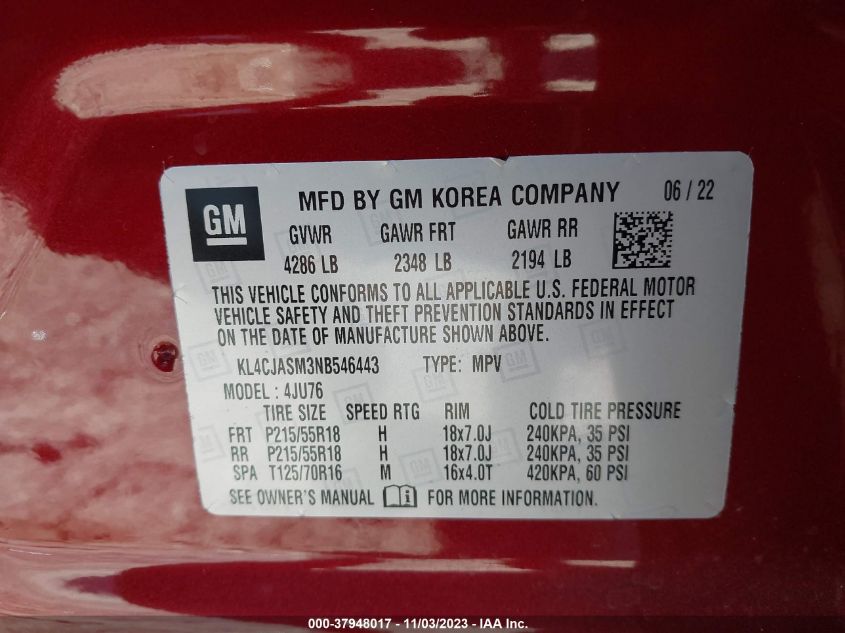 GM MFD BY GM KOREA COMPANY 06 / 22
GVWR GAWR FRT GAWR RR
4286 LB 2348 LB 2194 LB
THIS VEHICLE CONFORMS TO ALL APPLICABLE U.S. FEDERAL MOTOR
VEHICLE SAFETY AND THEFT PREVENTION STANDARDS IN EFFECT
ON THE DATE OF MANUFACTURE SHOWN ABOVE.
KL4CJASM3NB546443 TYPE: MPV
MODEL : 4JU76
TIRE SIZE SPEED RTG RIM COLD TIRE PRESSURE
FRT P215/55R18 H 18x7.0J 240KPA, 35 PSI
RR P215/55R18 H 18x7.0J 240KPA, 35 PSI
SPA T125/70R16 M 16x4.0T 420KPA, 60 PSI
SEE OWNER'S MANUAL FOR MORE INFORMATION.
000-37948017 - 11/03/2023 - IAA Inc.